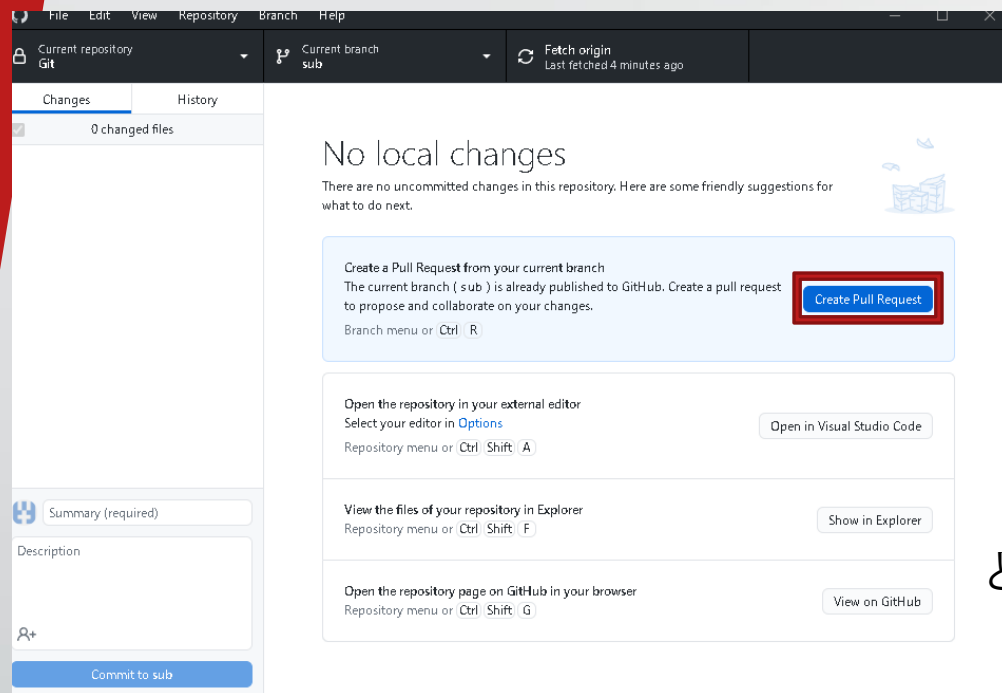 File Edit View Repository Branch Help
Current repository
Git
Current branch
sub
Fetch origin
Last fetched 4 minutes ago
Changes History
0 changed files
No local changes
There are no uncommitted changes in this repository. Here are some friendly suggestions for
what to do next.
Create a Pull Request from your current branch
The current branch ( sub ) is already published to GitHub. Create a pull request
to propose and collaborate on your changes.
Branch menu or Ctrl R
Create Pull Request
Open the repository in your external editor
Select your editor in Options
Repository menu or Ctrl Shift A
Open in Visual Studio Code
View the files of your repository in Explorer
Repository menu or Ctrl Shift F
Show in Explorer
Open the repository page on GitHub in your browser
Repository menu or Ctrl Shift G
View on GitHub
Summary (required)
Description
Commit to sub